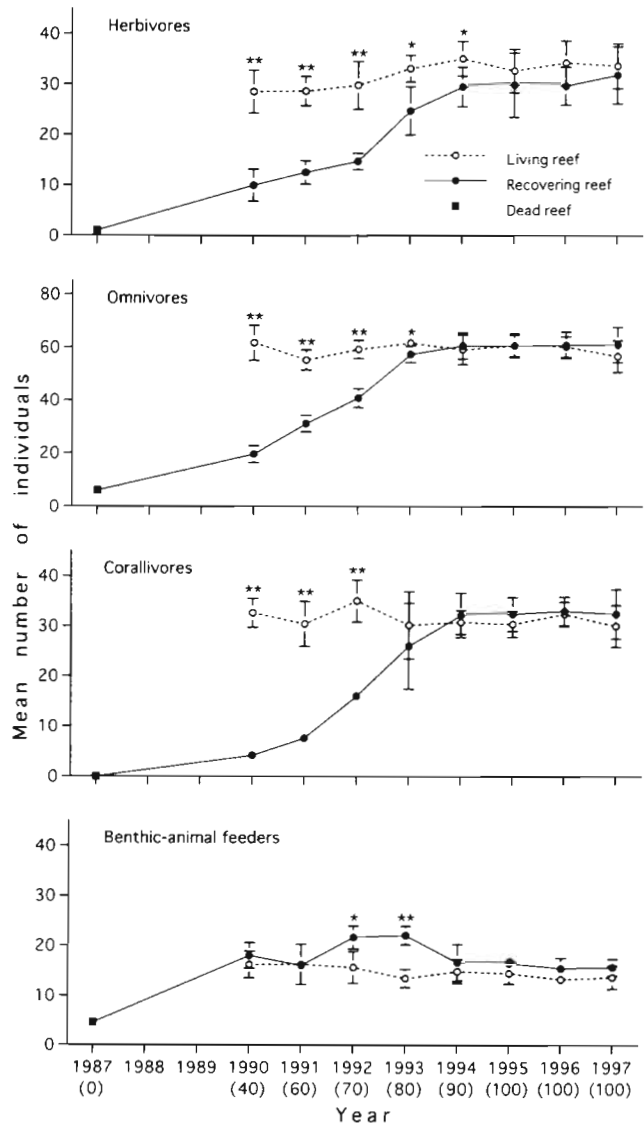 Herbivores
40
30
20
10
0
★★ ★★ ★★ ★ ★
Living reef
Recovering reef
Dead reef
Omnivores
80
60
40
20
0
★★ ★★ ★★ ★
Corallivores
40
30
20
10
0
★★ ★★ ★★
Benthic-animal feeders
40
30
20
10
0
★ ★★
Mean number of individuals
1987 1988 1989 1990 1991 1992 1993 1994 1995 1996 1997
(0) (40) (60) (70) (80) (90) (100) (100) (100)
Year